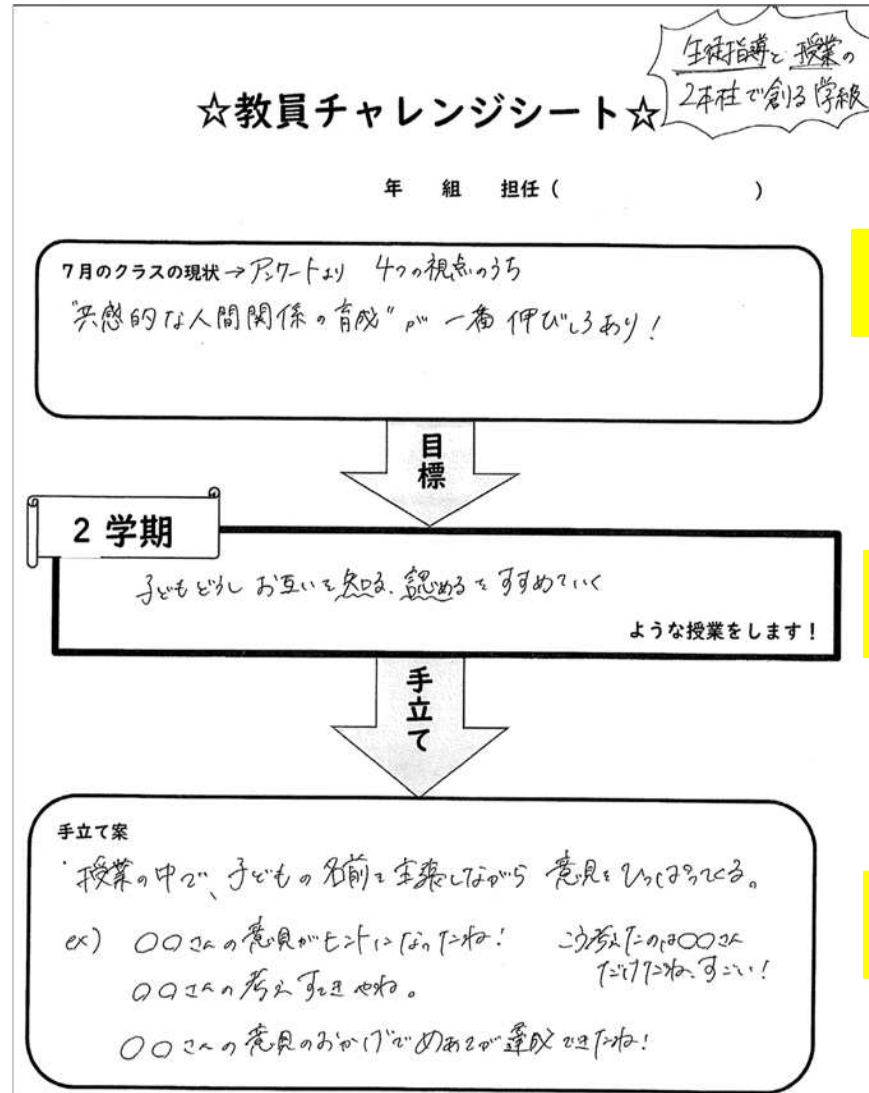 生徒指導と授業の
2本柱で創る学級
☆教員チャレンジシート☆
年 組 担任( )
7月のクラスの現状→アンケートより 4つの視点のうち
"共感的な人間関係の育成"が一番伸びしろあり!
目標
2学期
子どもどうしお互いを知る、認めるをすすめていく
ような授業をします!
手立て
手立て案
・授業の中で、子どもの名前を主張しながら意見をひっぱってくる。
ex) 〇〇さんの意見がヒントになったね! こう考えたのは〇〇さん
だけだね、すごい!
〇〇さんの考えすてきやね。
〇〇さんの意見のおかげでめあてが達成できたね!